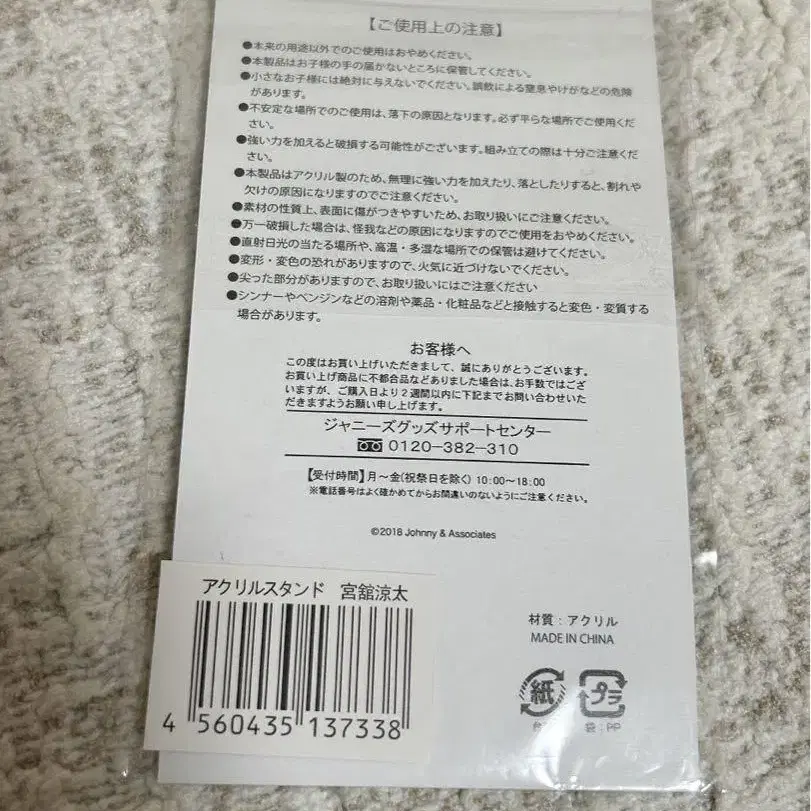 【ご使用上の注意】
●本来の用途以外でのご使用はおやめください。
●本製品はお子様の手の届かないところに保管してください。
●小さなお子様には絶対に与えないでください。誤飲による窒息やけがなどの危険
があります。
●不安定な場所でのご使用は、落下の原因となります。必ず平らな場所でご使用くだ
さい。
●強い力を加えると破損する可能性がございます。組み立ての際は十分ご注意くだ
さい。
●本製品はアクリル製のため、無理に強い力を加えたり、落としたりすると、割れや
欠けの原因になりますのでご注意ください。
●素材の性質上、表面に傷がつきやすいため、お取り扱いにご注意ください。
●万一破損した場合は、怪我などの原因になりますのでご使用をおやめください。
●直射日光の当たる場所や、高温・多湿な場所での保管は避けてください。
●変形・変色の恐れがありますので、火気に近づけないでください。
●尖った部分がありますので、お取り扱いにはご注意ください
●シンナーやベンジンなどの溶剤や薬品・化粧品などと接触すると変色・変質する
場合があります。
お客様へ
この度はお買い上げいただきまして、誠にありがとうございます。
お買い上げ商品に不都合品などありました場合は、お手数ではござ
いますが、ご購入日より2週間以内に下記までお問い合わせいた
だきますようお願い申し上げます。
ジャニーズグッズサポートセンター
0120-382-310
【受付時間】月〜金(祝祭日を除く) 10:00〜18:00
※電話番号はよく確かめてからお間違いのないようにご注意ください。
©2018 Johnny & Associates
アクリルスタンド 宮舘涼太
4 560435 137338
材質：アクリル
MADE IN CHINA
紙 プラ
台 袋：PP